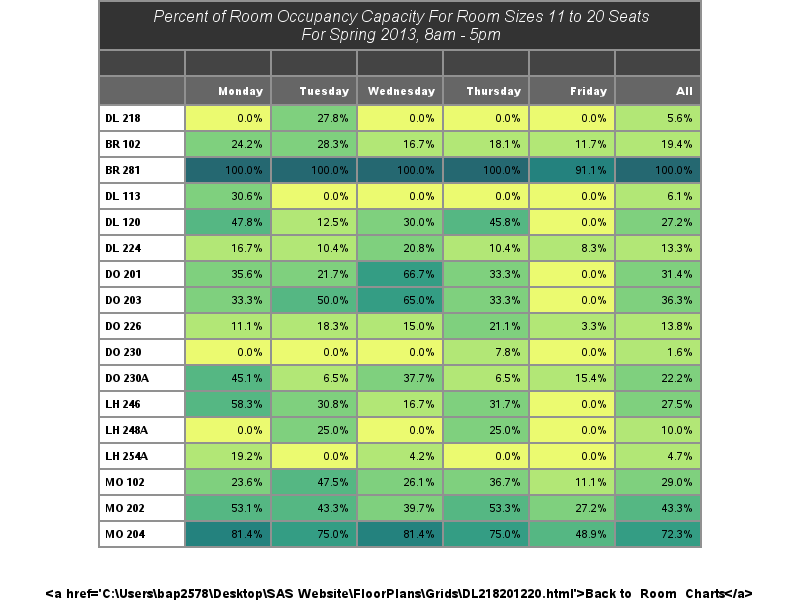 Percent of Room Occupancy Capacity For Room Sizes 11 to 20 Seats
For Spring 2013, 8am - 5pm
Monday Tuesday Wednesday Thursday Friday All
DL 218 0.0% 27.8% 0.0% 0.0% 0.0% 5.6%
BR 102 24.2% 28.3% 16.7% 18.1% 11.7% 19.4%
BR 281 100.0% 100.0% 100.0% 100.0% 91.1% 100.0%
DL 113 30.6% 0.0% 0.0% 0.0% 0.0% 6.1%
DL 120 47.8% 12.5% 30.0% 45.8% 0.0% 27.2%
DL 224 16.7% 10.4% 20.8% 10.4% 8.3% 13.3%
DO 201 35.6% 21.7% 66.7% 33.3% 0.0% 31.4%
DO 203 33.3% 50.0% 65.0% 33.3% 0.0% 36.3%
DO 226 11.1% 18.3% 15.0% 21.1% 3.3% 13.8%
DO 230 0.0% 0.0% 0.0% 7.8% 0.0% 1.6%
DO 230A 45.1% 6.5% 37.7% 6.5% 15.4% 22.2%
LH 246 58.3% 30.8% 16.7% 31.7% 0.0% 27.5%
LH 248A 0.0% 25.0% 0.0% 25.0% 0.0% 10.0%
LH 254A 19.2% 0.0% 4.2% 0.0% 0.0% 4.7%
MO 102 23.6% 47.5% 26.1% 36.7% 11.1% 29.0%
MO 202 53.1% 43.3% 39.7% 53.3% 27.2% 43.3%
MO 204 81.4% 75.0% 81.4% 75.0% 48.9% 72.3%
<a href='C:\Users\bap2578\Desktop\SAS Website\FloorPlans\Grids\DL218201220.html'>Back to Room Charts</a>